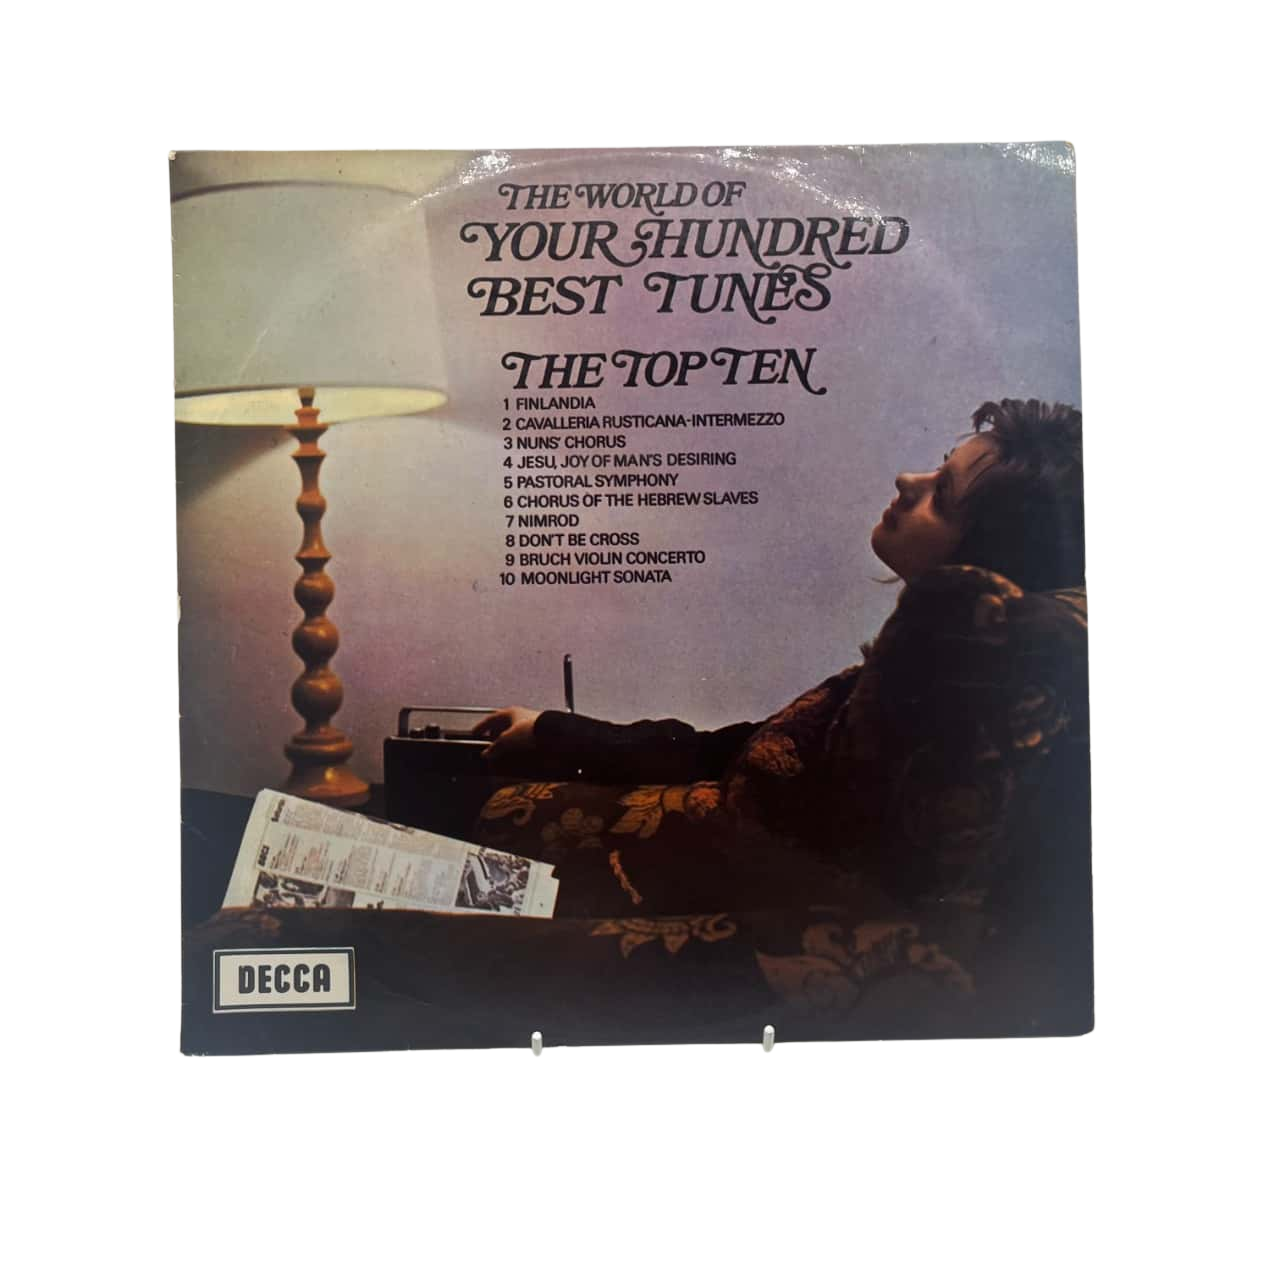 THE WORLD OF
YOUR HUNDRED
BEST TUNES
THE TOP TEN
1 FINLANDIA
2 CAVALLERIA RUSTICANA-INTERMEZZO
3 NUNS' CHORUS
4 JESU, JOY OF MAN'S DESIRING
5 PASTORAL SYMPHONY
6 CHORUS OF THE HEBREW SLAVES
7 NIMROD
8 DON'T BE CROSS
9 BRUCH VIOLIN CONCERTO
10 MOONLIGHT SONATA
DECCA